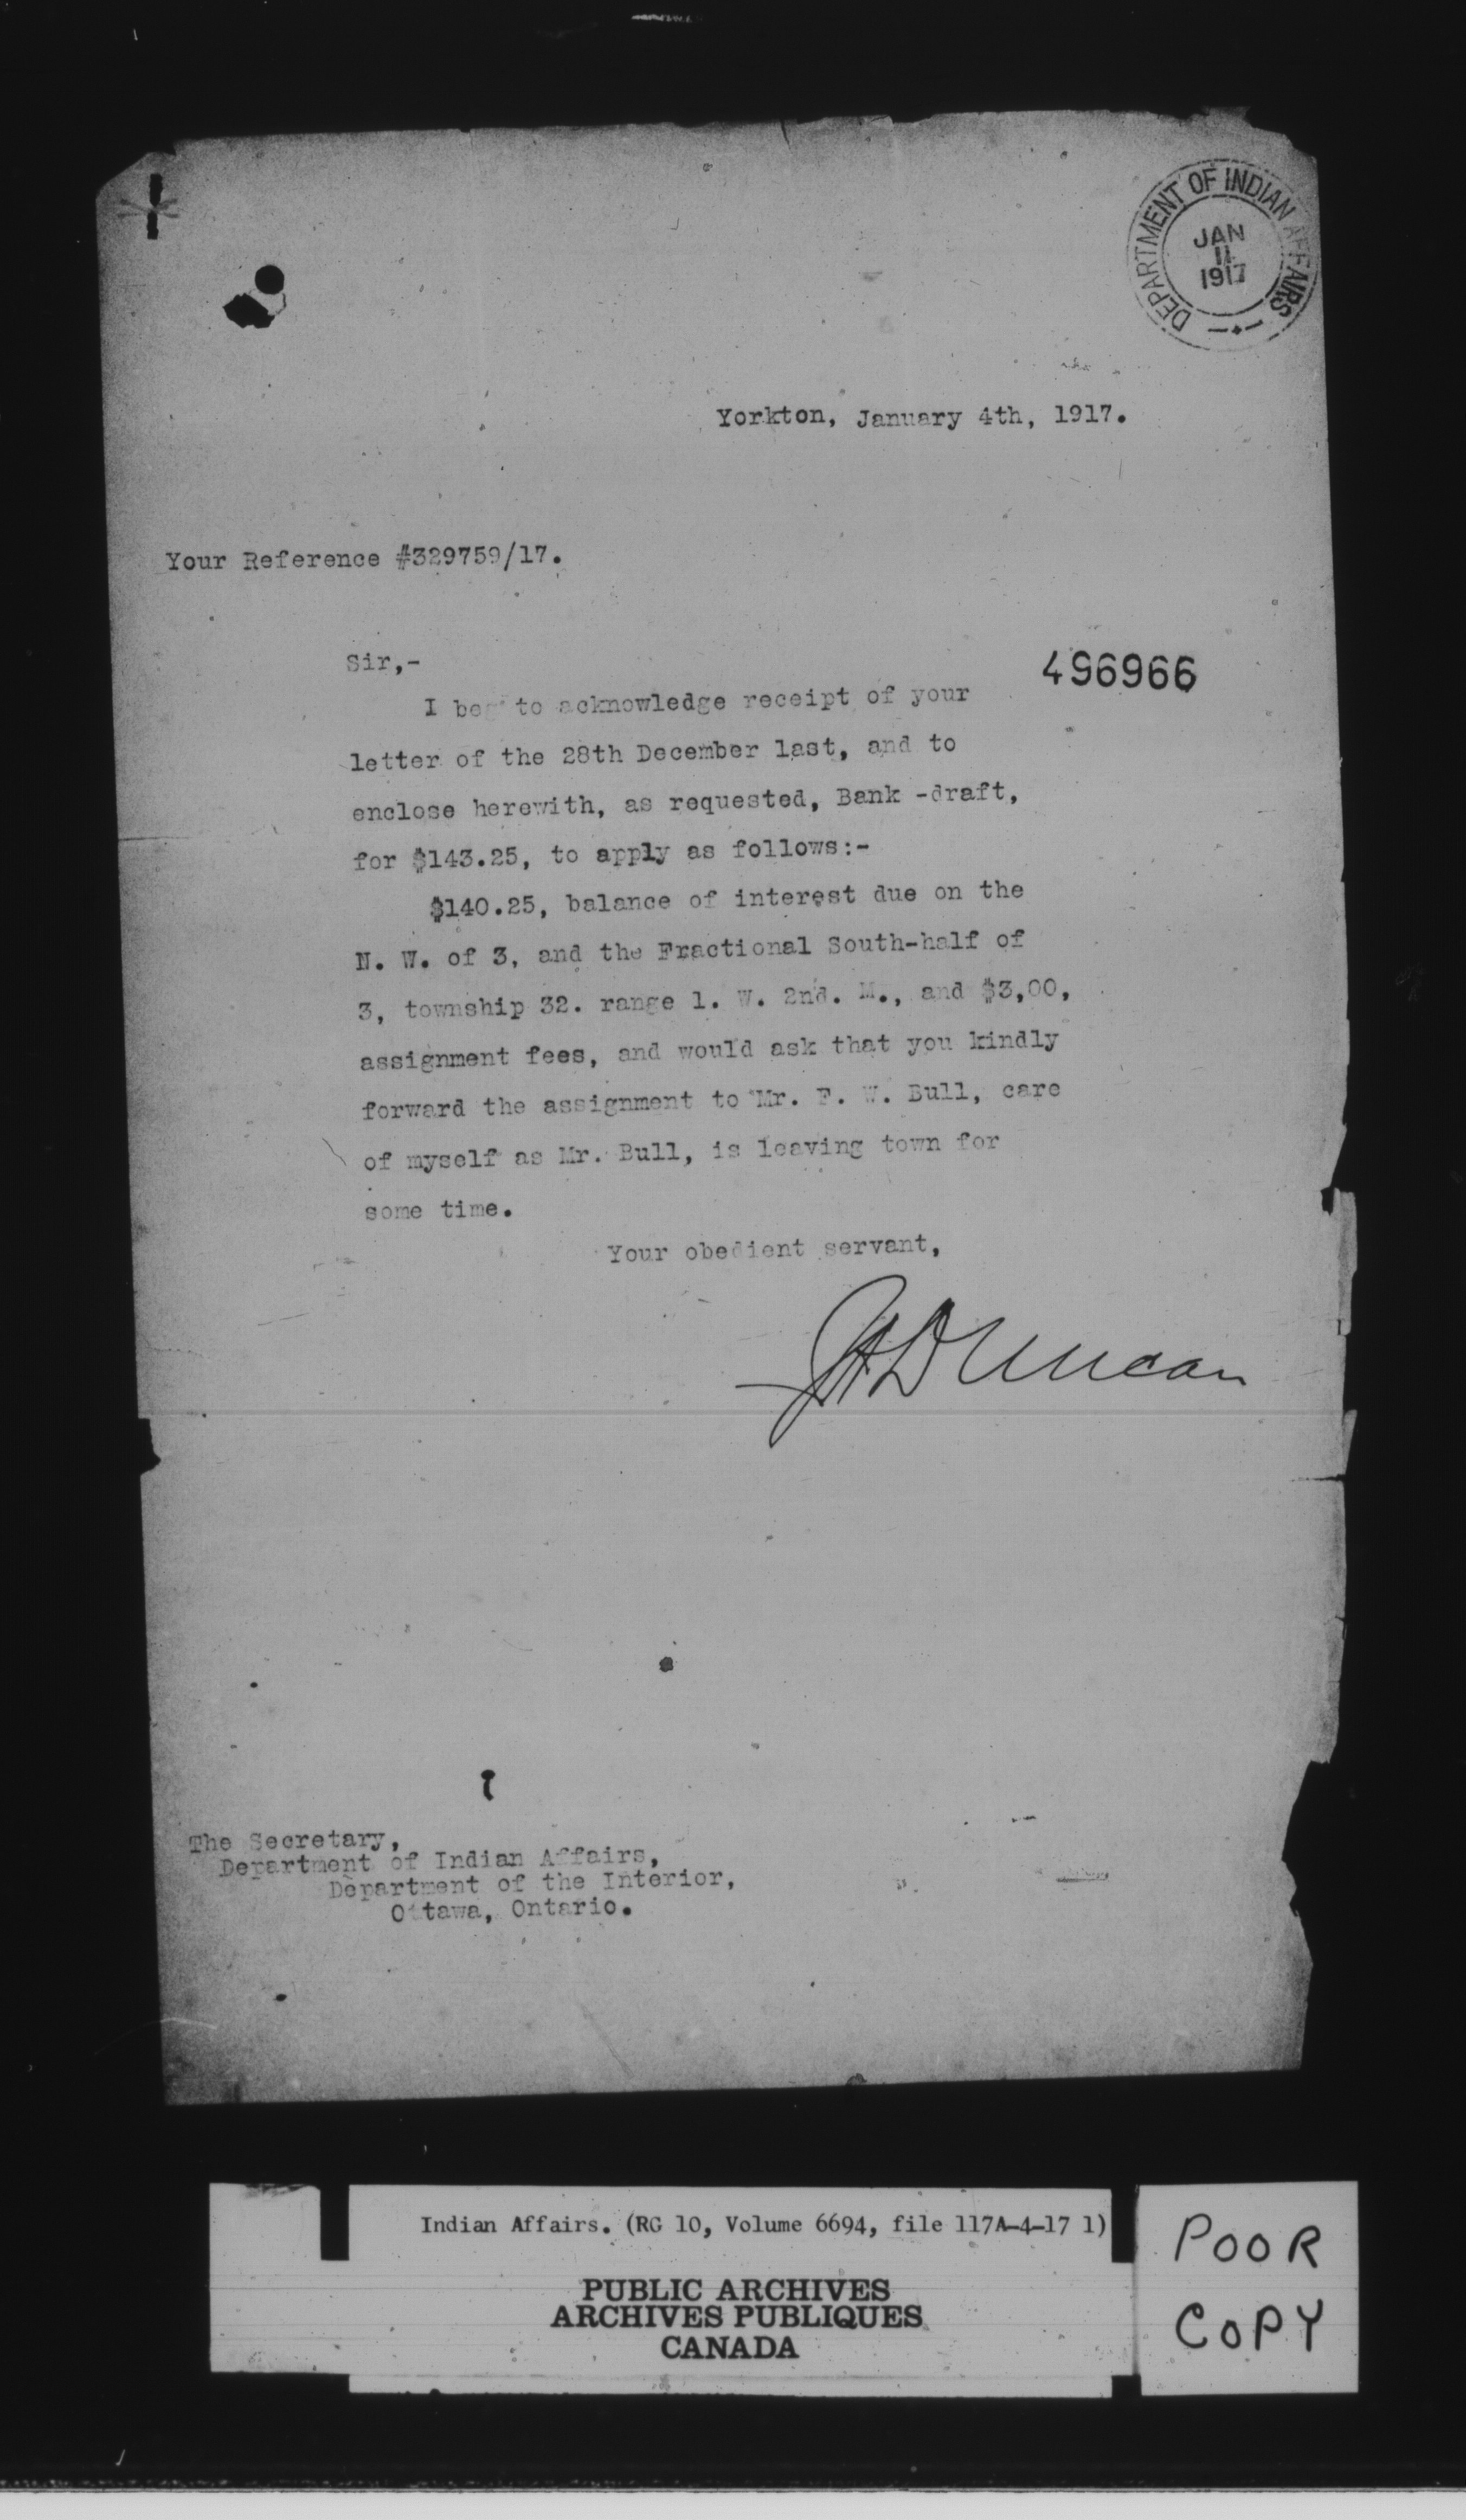 DEPARTMENT OF INDIAN AFFAIRS
JAN
11
1917
Yorkton, January 4th, 1917.
Your Reference #329759/17.
Sir,-
496966
I beg to acknowledge receipt of your
letter of the 28th December last, and to
enclose herewith, as requested, Bank -draft,
for $143.25, to apply as follows:-
$140.25, balance of interest due on the
N. W. of 3, and the Fractional South-half of
3, township 32. range 1. W. 2nd. M., and $3,00,
assignment fees, and would ask that you kindly
forward the assignment to Mr. F. W. Bull, care
of myself as Mr. Bull, is leaving town for
some time.
Your obedient servant,
JADuncan
The Secretary,
Department of Indian Affairs,
Department of the Interior,
Ottawa, Ontario.
Indian Affairs. (RG 10, Volume 6694, file 117A-4-17 1)
PUBLIC ARCHIVES
ARCHIVES PUBLIQUES
CANADA
POOR
COPY